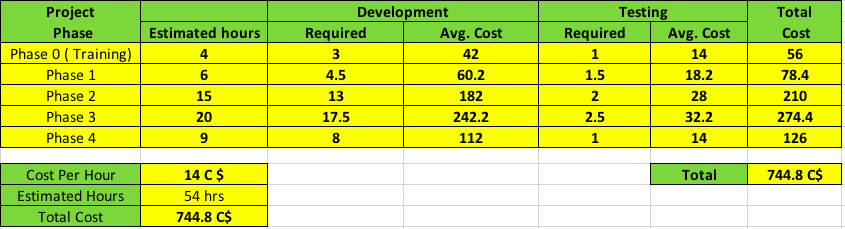 Project Development Testing Total
Phase Estimated hours Required Avg. Cost Required Avg. Cost Cost
Phase 0 ( Training) 4 3 42 1 14 56
Phase 1 6 4.5 60.2 1.5 18.2 78.4
Phase 2 15 13 182 2 28 210
Phase 3 20 17.5 242.2 2.5 32.2 274.4
Phase 4 9 8 112 1 14 126
Cost Per Hour 14 C $ Total 744.8 C$
Estimated Hours 54 hrs
Total Cost 744.8 C$